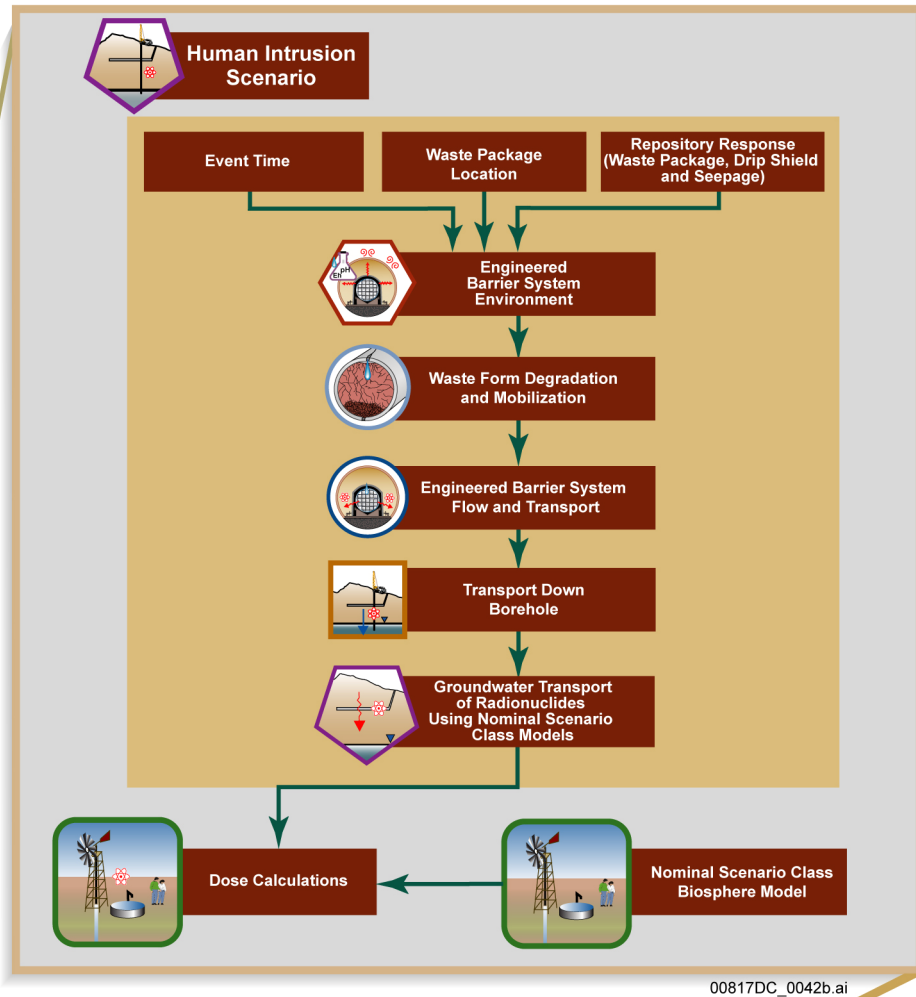 Human Intrusion
Scenario
Event Time
Waste Package
Location
Repository Response
(Waste Package, Drip Shield
and Seepage)
pH
Eh
Engineered
Barrier System
Environment
Waste Form Degradation
and Mobilization
Engineered Barrier System
Flow and Transport
Transport Down
Borehole
Groundwater Transport
of Radionuclides
Using Nominal Scenario
Class Models
Dose Calculations
Nominal Scenario Class
Biosphere Model
00817DC_0042b.ai